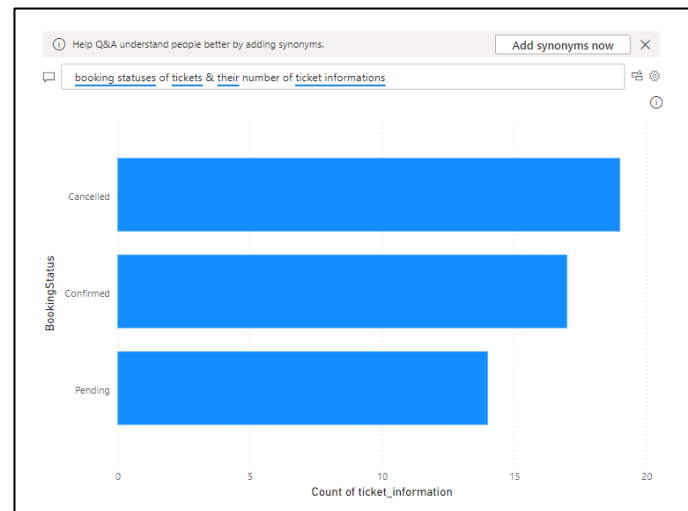 Help Q&A understand people better by adding synonyms.
Add synonyms now
booking statuses of tickets & their number of ticket informations
BookingStatus
Cancelled
Confirmed
Pending
0 5 10 15 20
Count of ticket_information